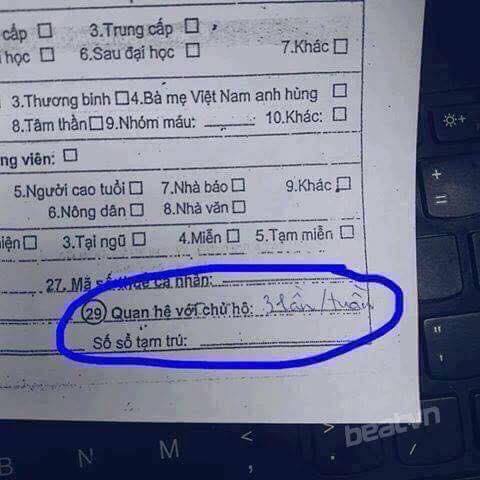 cấp ☐ 3.Trung cấp ☐
học ☐ 6.Sau đại học ☐ 7.Khác ☐
3.Thương binh ☐ 4.Bà mẹ Việt Nam anh hùng ☐
8.Tâm thần ☐ 9.Nhóm máu: 10.Khác: ☐
ng viên: ☐
5.Người cao tuổi ☐ 7.Nhà báo ☐ 9.Khác ☐
6.Nông dân ☐ 8.Nhà văn ☐
iện ☐ 3.Tại ngũ ☐ 4.Miễn ☐ 5.Tạm miễn ☐
27. Mã số thuế cá nhân:
29 Quan hệ với chủ hộ: 3 lần/tuần
Số sổ tạm trú:
beatvn
B N M < , > .
+ =